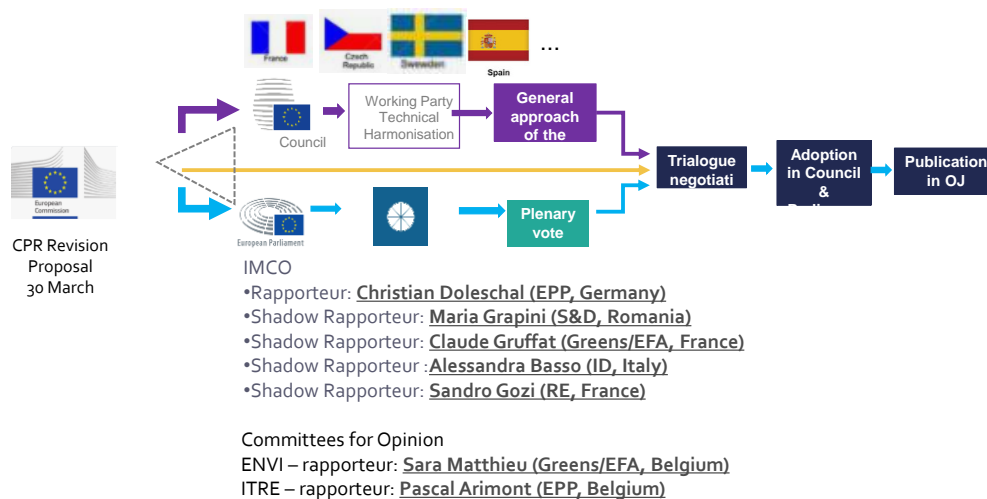 France
Czech
Republic
Swewden
Spain
...
Council
Working Party
Technical
Harmonisation
General
approach
of the
European
Commission
CPR Revision
Proposal
30 March
Trialogue
negotiati
Adoption
in Council
&
Publication
in OJ
European Parliament
Plenary
vote
IMCO
•Rapporteur: Christian Doleschal (EPP, Germany)
•Shadow Rapporteur: Maria Grapini (S&D, Romania)
•Shadow Rapporteur: Claude Gruffat (Greens/EFA, France)
•Shadow Rapporteur :Alessandra Basso (ID, Italy)
•Shadow Rapporteur: Sandro Gozi (RE, France)
Committees for Opinion
ENVI – rapporteur: Sara Matthieu (Greens/EFA, Belgium)
ITRE – rapporteur: Pascal Arimont (EPP, Belgium)